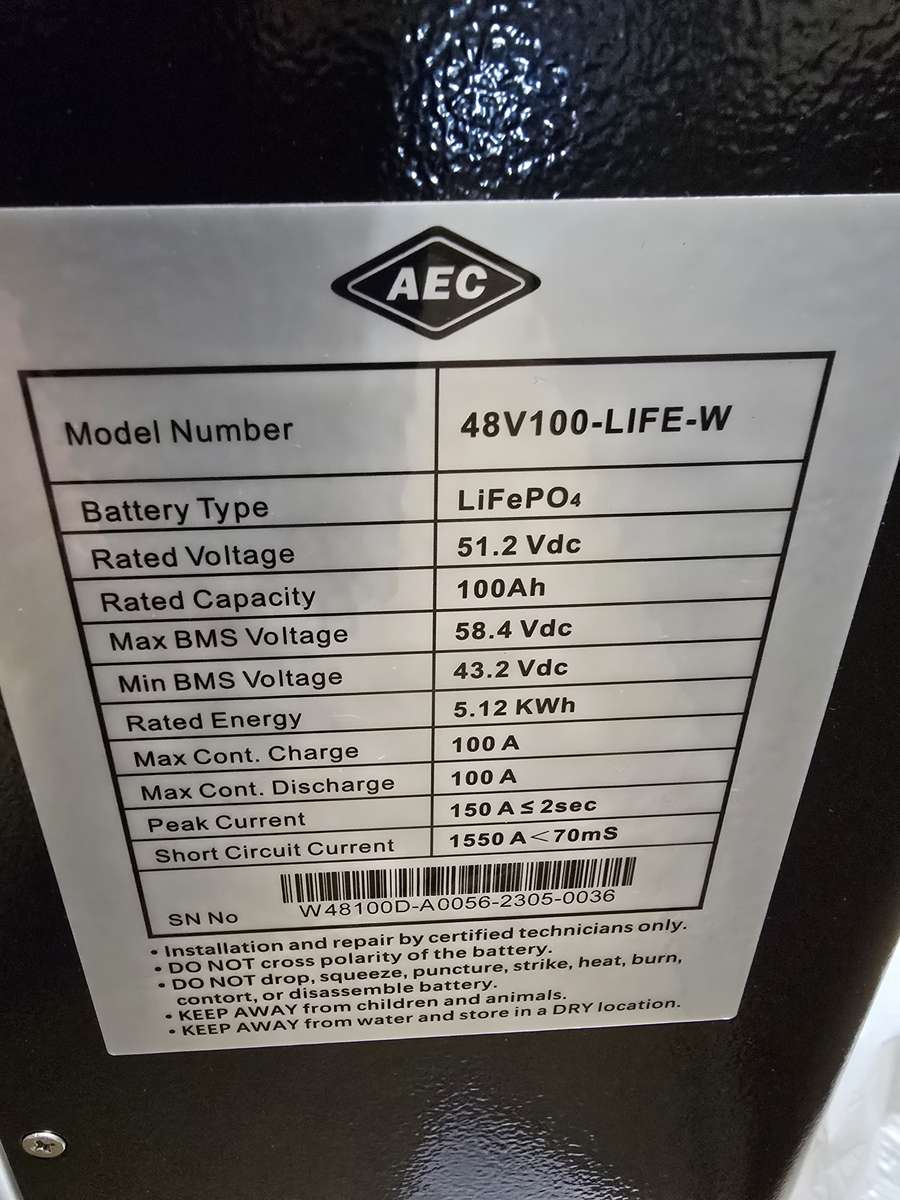 AEC
Model Number 48V100-LIFE-W
Battery Type LiFePO₄
Rated Voltage 51.2 Vdc
Rated Capacity 100Ah
Max BMS Voltage 58.4 Vdc
Min BMS Voltage 43.2 Vdc
Rated Energy 5.12 KWh
Max Cont. Charge 100 A
Max Cont. Discharge 100 A
Peak Current 150 A ≤ 2sec
Short Circuit Current 1550 A＜70mS
SN No W48100D-A0056-2305-0036
• Installation and repair by certified technicians only.
• DO NOT cross polarity of the battery.
• DO NOT drop, squeeze, puncture, strike, heat, burn,
contort, or disassemble battery.
• KEEP AWAY from children and animals.
• KEEP AWAY from water and store in a DRY location.